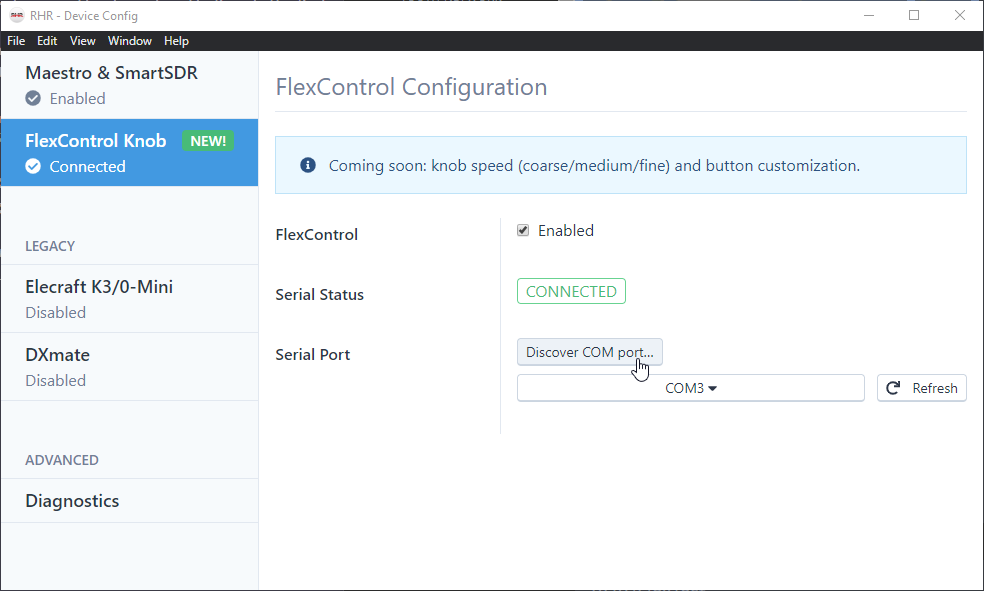 RHR RHR - Device Config
File Edit View Window Help
Maestro & SmartSDR
Enabled
FlexControl Knob NEW!
Connected
LEGACY
Elecraft K3/0-Mini
Disabled
DXmate
Disabled
ADVANCED
Diagnostics
FlexControl Configuration
Coming soon: knob speed (coarse/medium/fine) and button customization.
FlexControl Enabled
Serial Status CONNECTED
Serial Port Discover COM port...
COM3 Refresh